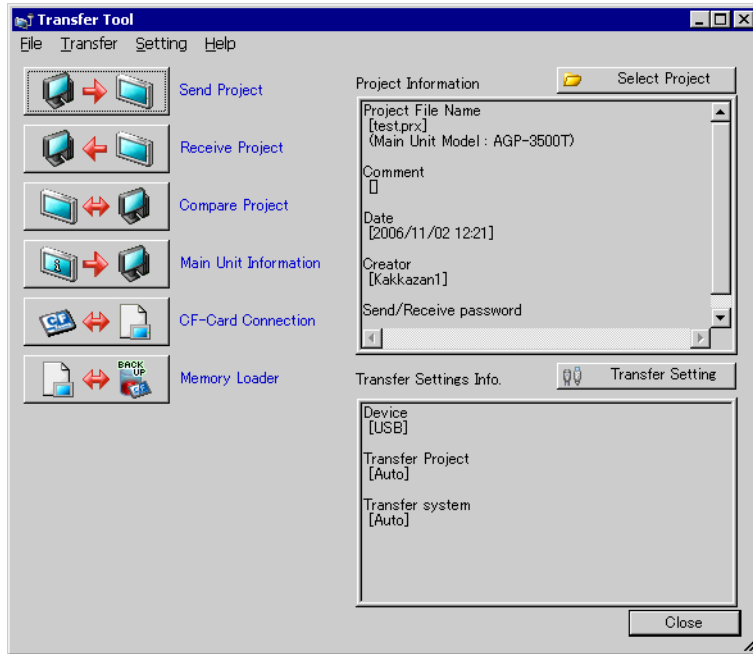 Transfer Tool
File Transfer Setting Help
Send Project
Receive Project
Compare Project
Main Unit Information
CF
CF-Card Connection
BACK
UP
CF
Memory Loader
Project Information
Select Project
Project File Name
[test.prx]
(Main Unit Model : AGP-3500T)
Comment
[]
Date
[2006/11/02 12:21]
Creator
[Kakkazan1]
Send/Receive password
Transfer Settings Info.
Transfer Setting
Device
[USB]
Transfer Project
[Auto]
Transfer system
[Auto]
Close